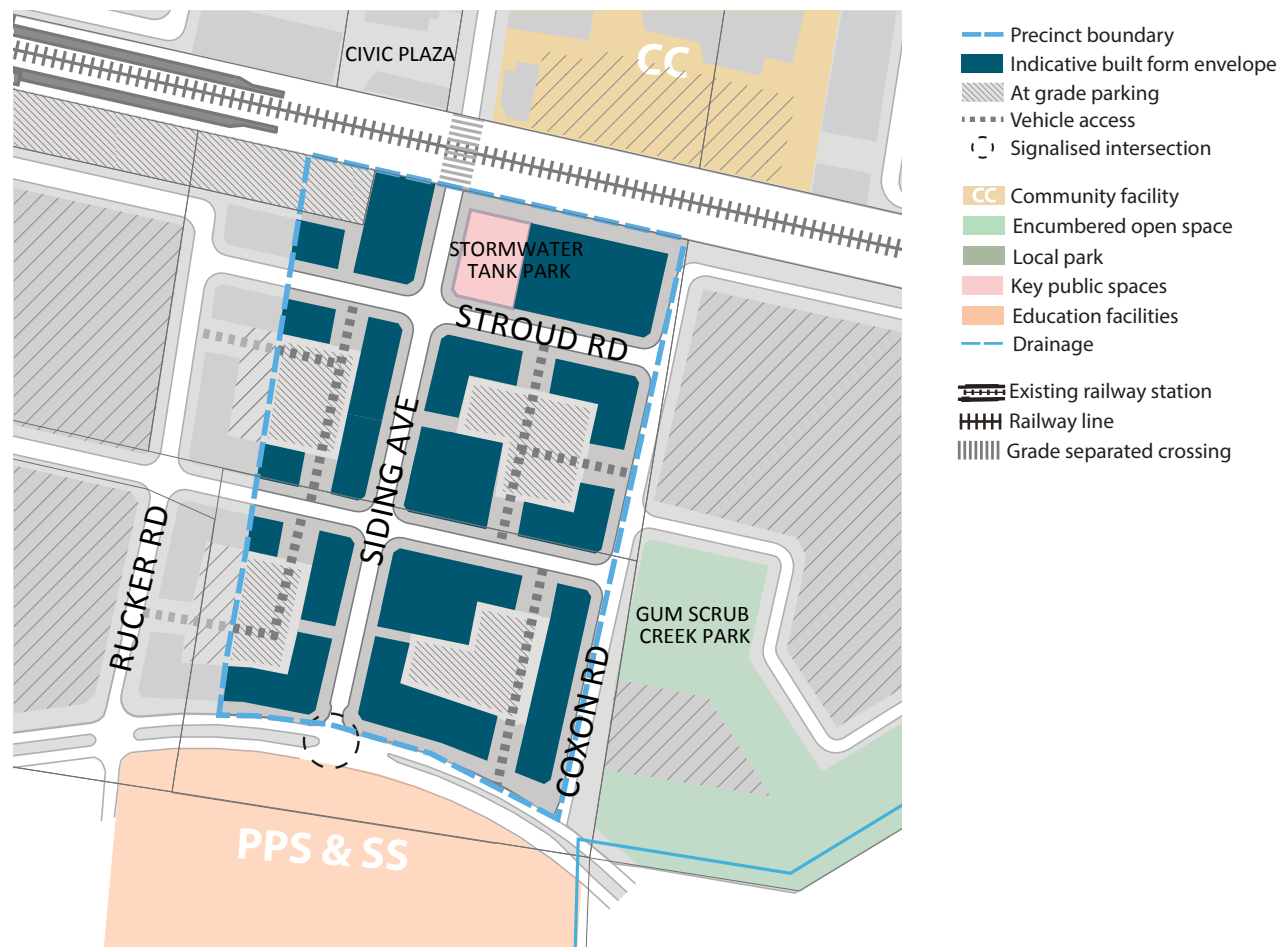 CIVIC PLAZA
CC
STORMWATER
TANK PARK
STROUD RD
SIDING AVE
RUCKER RD
GUM SCRUB
CREEK PARK
COXON RD
PPS & SS
Precinct boundary
Indicative built form envelope
At grade parking
Vehicle access
Signalised intersection
CC Community facility
Encumbered open space
Local park
Key public spaces
Education facilities
Drainage
Existing railway station
Railway line
Grade separated crossing